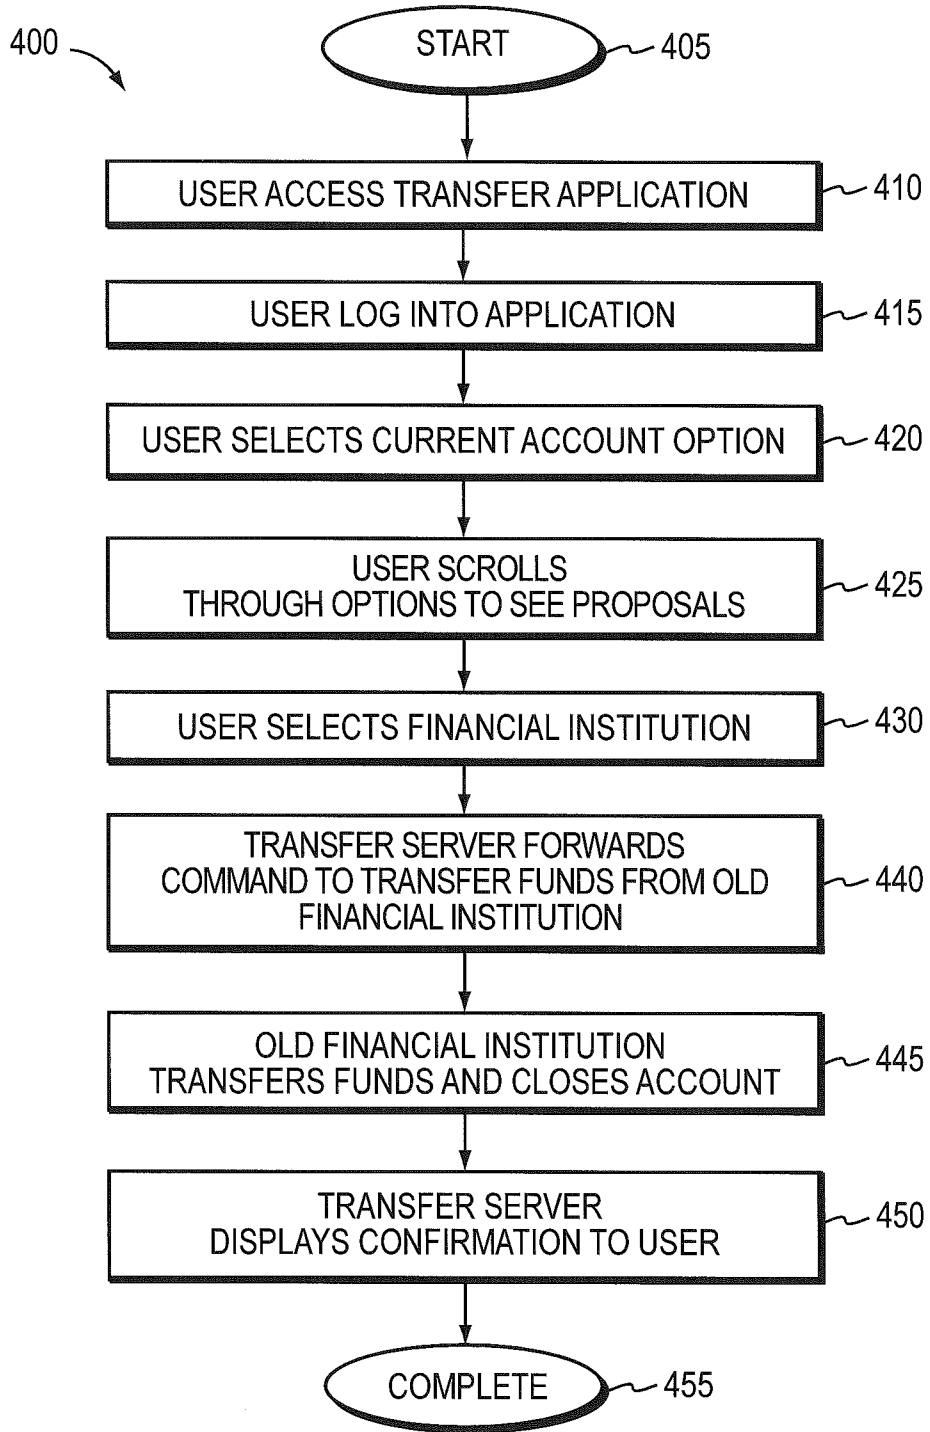 400
START
405
USER ACCESS TRANSFER APPLICATION
410
USER LOG INTO APPLICATION
415
USER SELECTS CURRENT ACCOUNT OPTION
420
USER SCROLLS
THROUGH OPTIONS TO SEE PROPOSALS
425
USER SELECTS FINANCIAL INSTITUTION
430
TRANSFER SERVER FORWARDS
COMMAND TO TRANSFER FUNDS FROM OLD
FINANCIAL INSTITUTION
440
OLD FINANCIAL INSTITUTION
TRANSFERS FUNDS AND CLOSES ACCOUNT
445
TRANSFER SERVER
DISPLAYS CONFIRMATION TO USER
450
COMPLETE
455